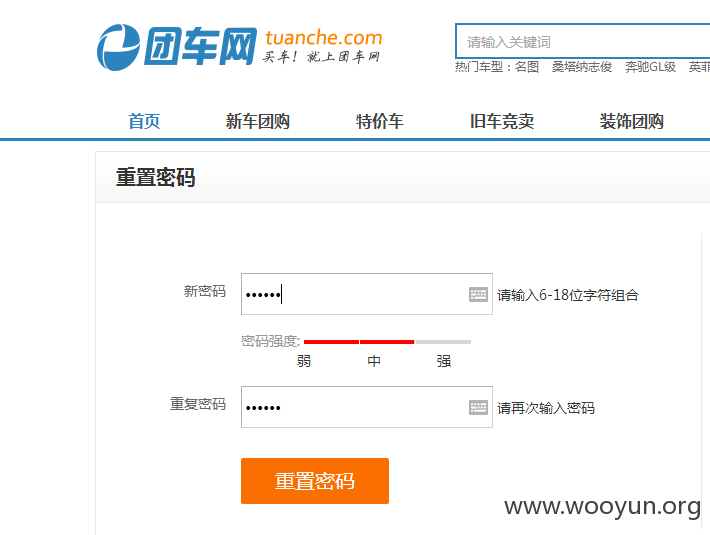 团车网 tuanche.com
买车！就上团车网
请输入关键词
热门车型：名图 桑塔纳志俊 奔驰GL级 英菲
首页 新车团购 特价车 旧车竞卖 装饰团购
重置密码
新密码 •••••• 请输入6-18位字符组合
密码强度:
弱 中 强
重复密码 •••••• 请再次输入密码
重置密码
www.wooyun.org